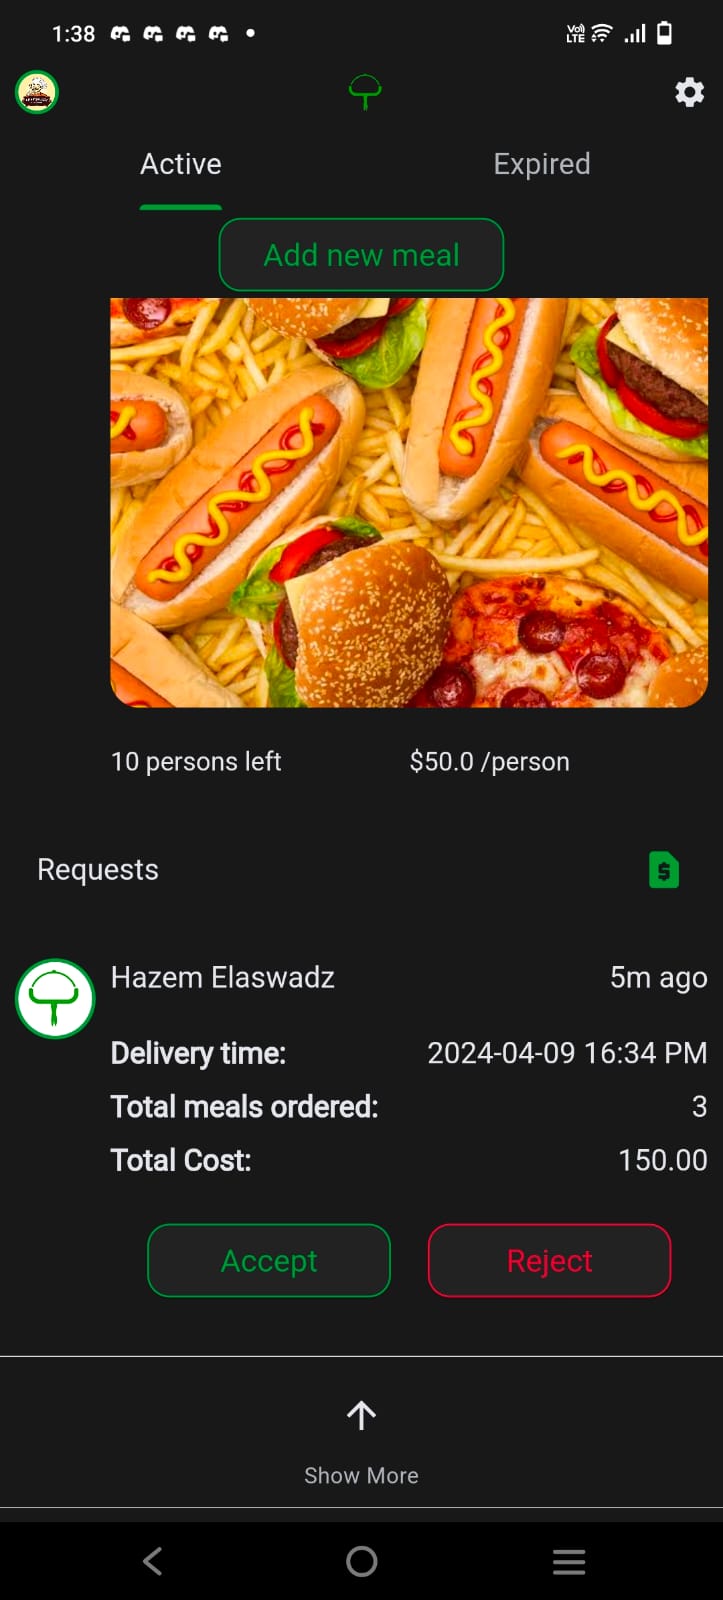 1:38
Vo) LTE
Active Expired
Add new meal
10 persons left $50.0 /person
Requests
$
Hazem Elaswadz 5m ago
Delivery time: 2024-04-09 16:34 PM
Total meals ordered: 3
Total Cost: 150.00
Accept Reject
Show More